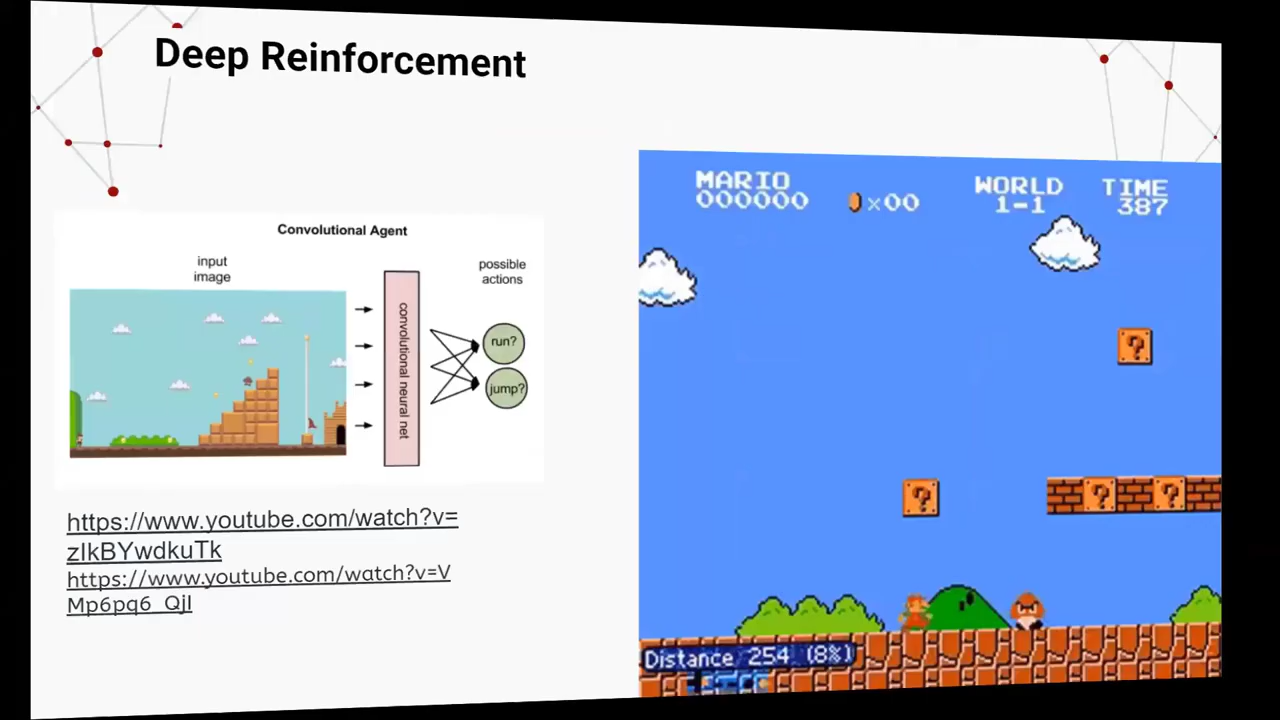 Deep Reinforcement
Convolutional Agent
input
image
possible
actions
convolutional neural net
run?
jump?
https://www.youtube.com/watch?v=
zIkBYwdkuTk
https://www.youtube.com/watch?v=V
Mp6pq6_QjI
MARIO
000000
×00
WORLD
1-1
TIME
387
?
?
? ?
Distance 254 (8%)